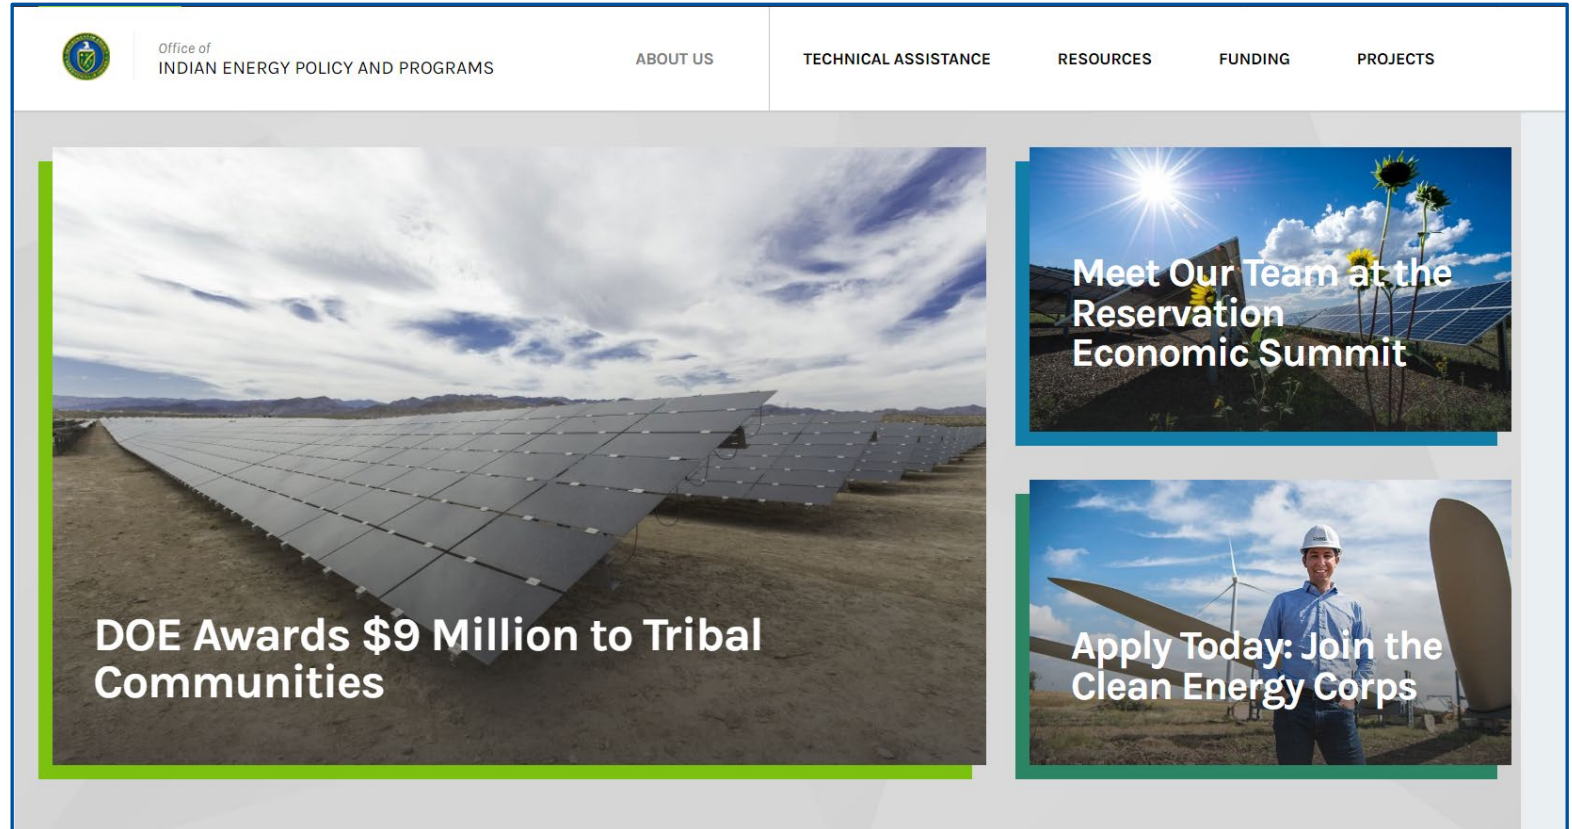 Office of
INDIAN ENERGY POLICY AND PROGRAMS
ABOUT US
TECHNICAL ASSISTANCE
RESOURCES
FUNDING
PROJECTS
DOE Awards $9 Million to Tribal
Communities
Meet Our Team at the
Reservation
Economic Summit
Apply Today: Join the
Clean Energy Corps